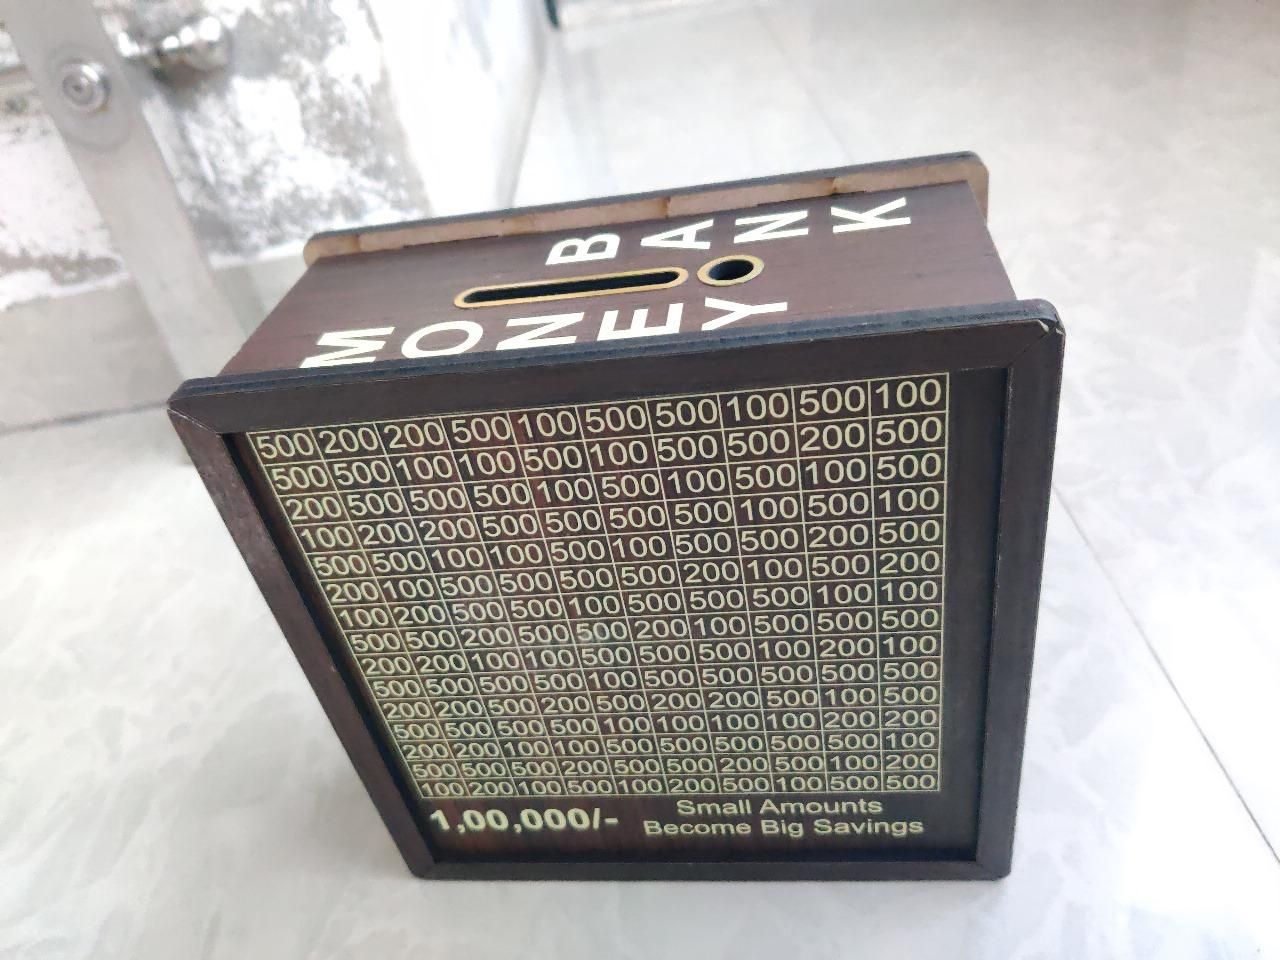 BANK
MONEY
500 200 200 500 100 500 500 100 500 100
500 500 100 100 500 100 500 500 200 500
200 500 500 500 100 500 100 500 100 500
100 200 200 500 500 500 500 100 500 100
500 500 100 100 500 100 500 500 200 500
200 100 500 500 500 500 200 100 500 200
100 200 500 500 100 500 500 500 100 100
500 500 200 500 500 200 100 500 500 500
200 200 100 100 500 500 500 100 200 100
500 500 500 500 100 500 500 500 500 500
200 200 500 200 500 200 200 500 100 500
500 500 500 500 100 100 100 100 200 200
200 200 100 100 500 500 500 500 500 100
500 500 500 200 500 500 200 500 100 200
100 200 100 500 100 200 500 100 500 500
1,00,000/- Small Amounts
Become Big Savings